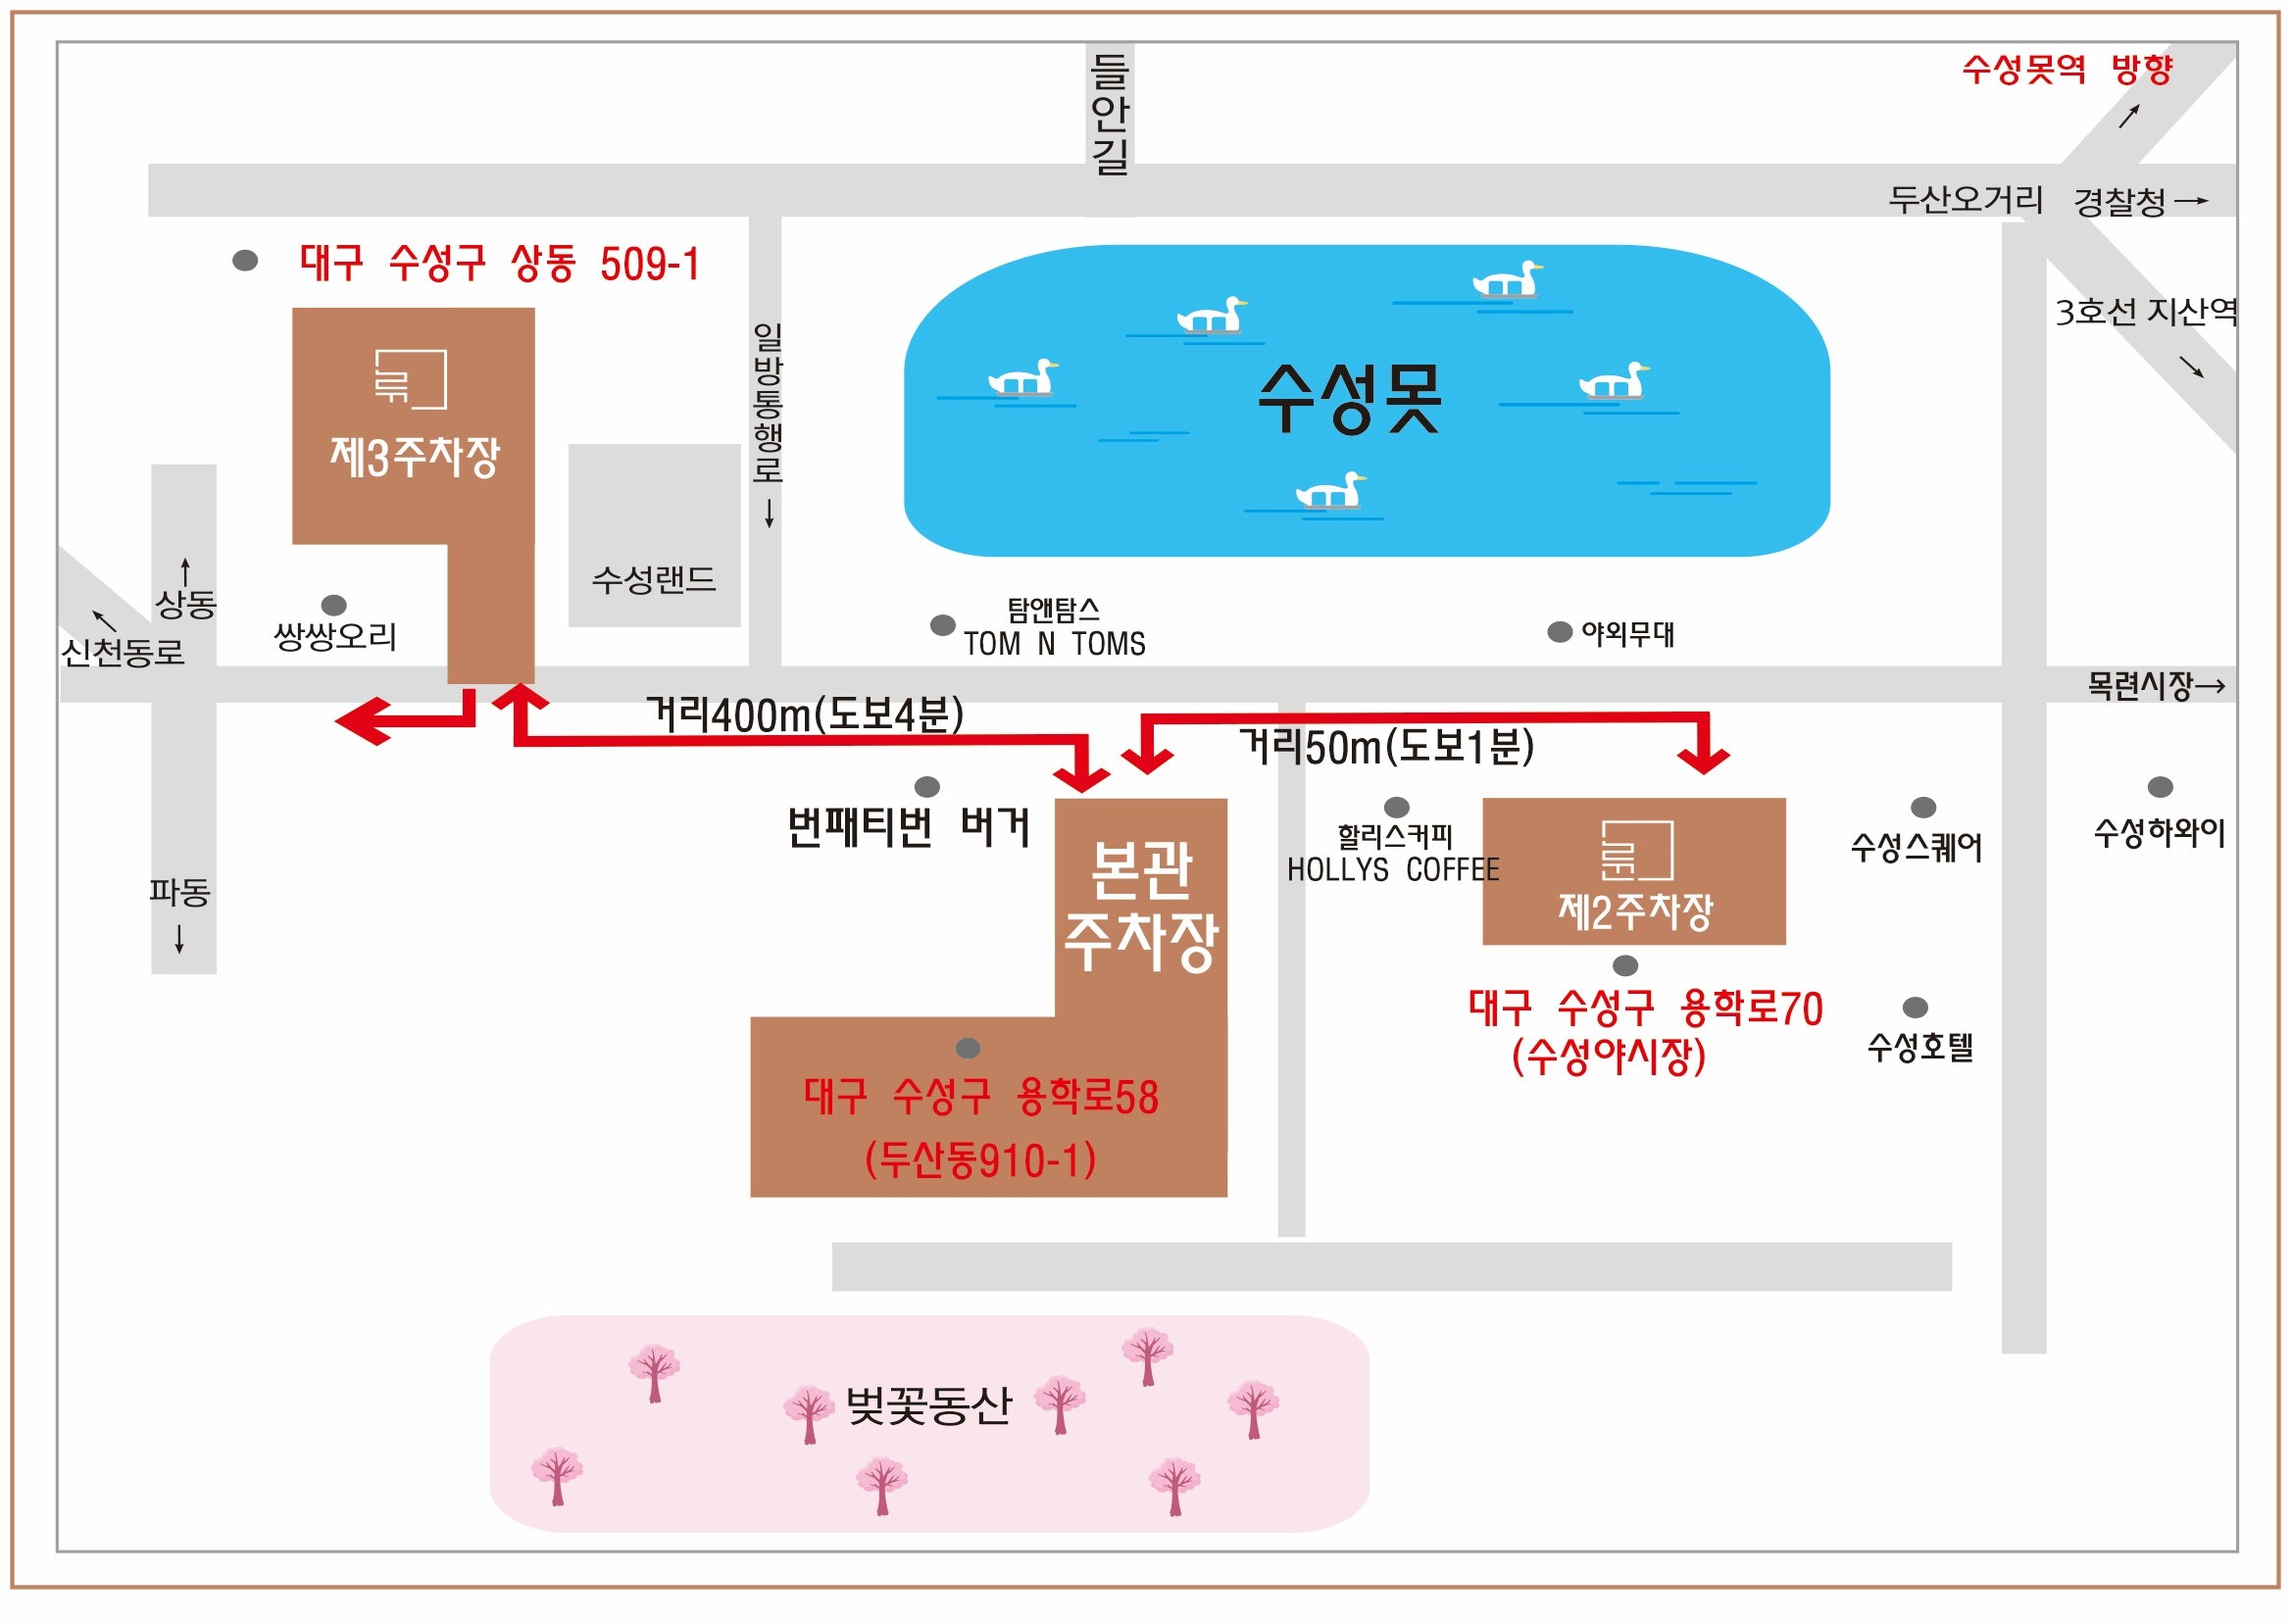 들안길
수성못역 방향
↗
두산오거리
경찰청→
대구 수성구 상동 509-1
3호선 지산역
↘
일방통행로
↓
루
제3주차장
수성못
수성랜드
↑
상동
↖
신천동로
쌍쌍오리
탐앤탐스
TOM N TOMS
야외무대
목련시장→
거리400m(도보4분)
거리50m(도보1분)
번패티번 버거
본관
주차장
할리스커피
HOLLYS COFFEE
제2주차장
수성스퀘어
수성하와이
파동
↓
대구 수성구 용학로70
(수성야시장)
수성호텔
대구 수성구 용학로58
(두산동910-1)
벚꽃동산